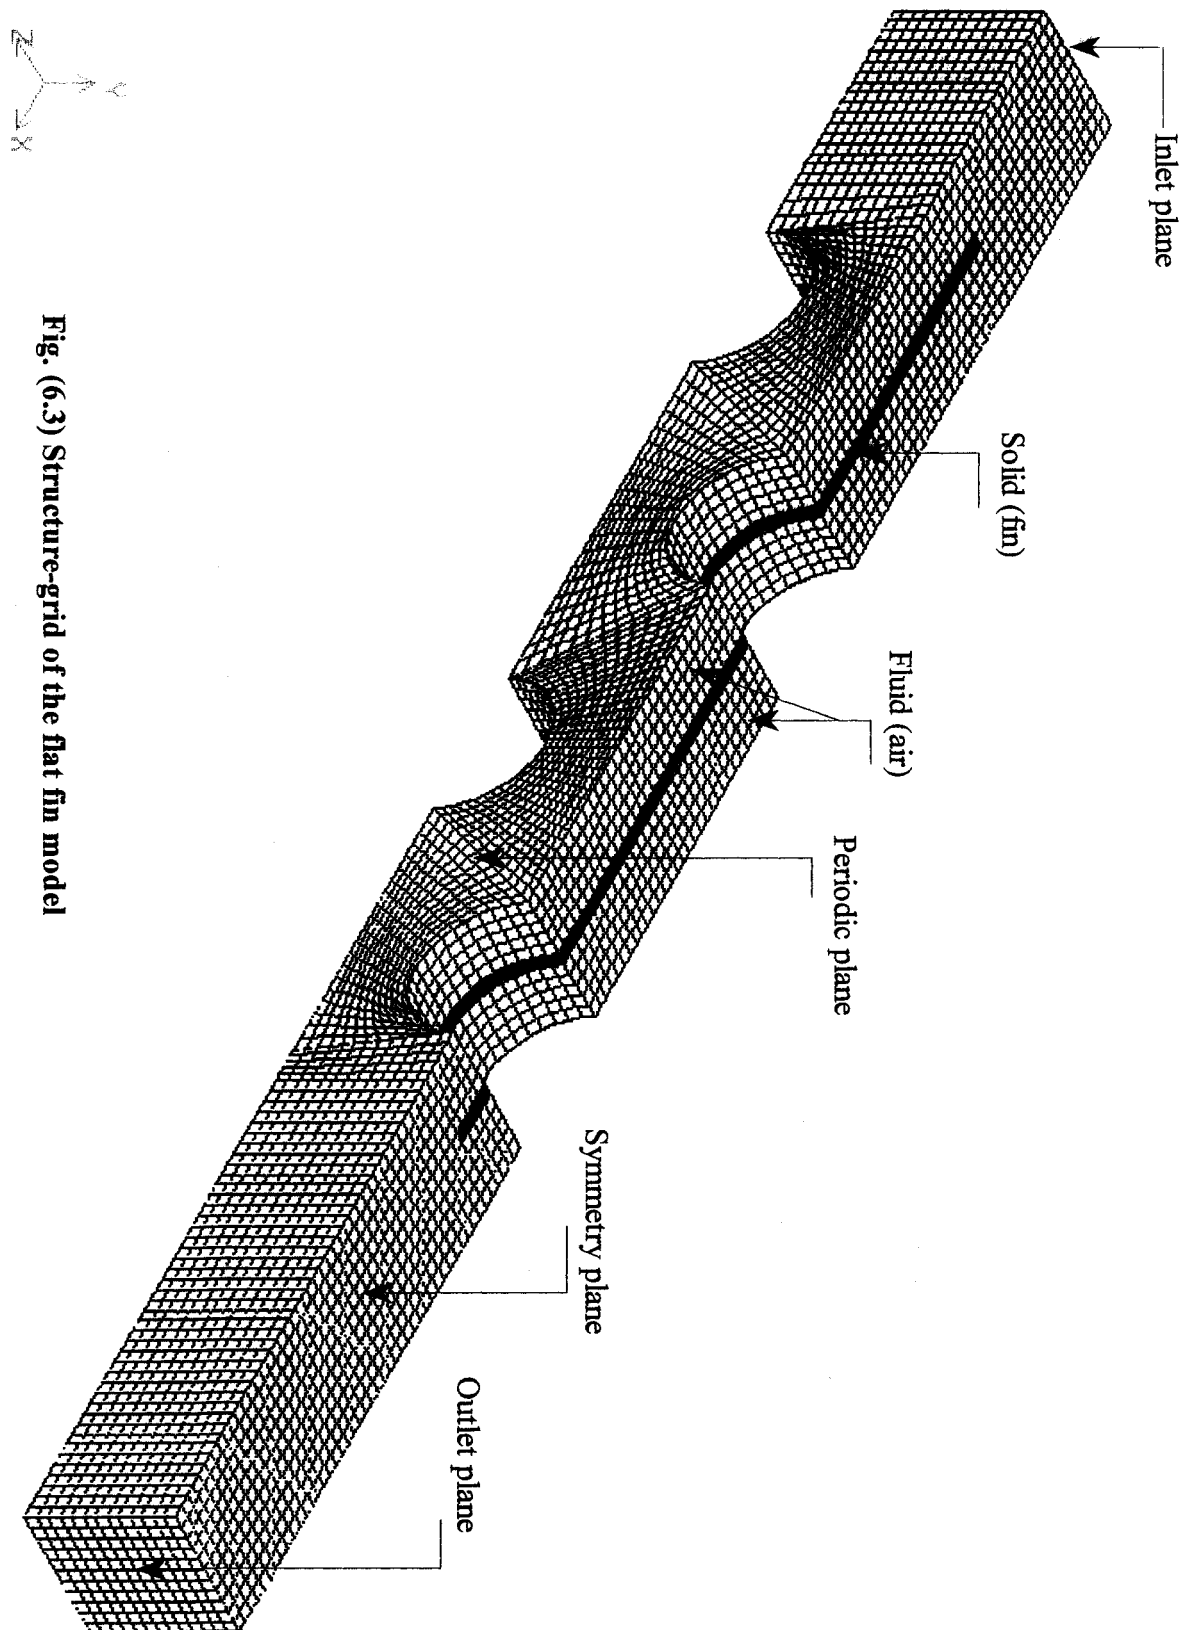 Inlet plane
Solid (fin)
Fluid (air)
Periodic plane
Symmetry plane
Outlet plane
Y
Z
X
Fig. (6.3) Structure-grid of the flat fin model